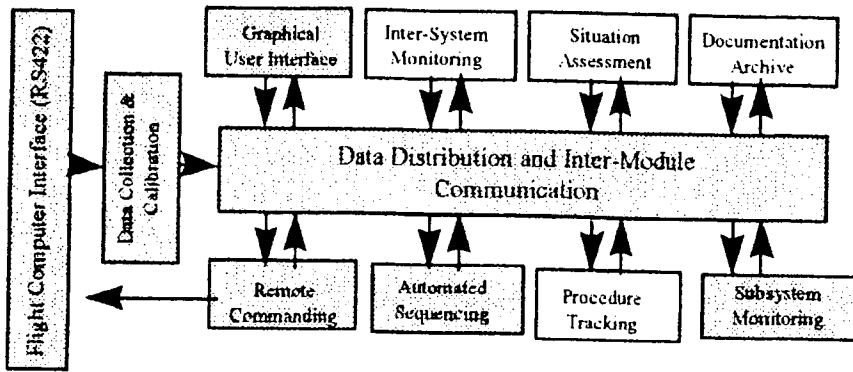 Flight Computer Interface (RS422)
Data Collection &
Calibration
Graphical
User Interface
Inter-System
Monitoring
Situation
Assessment
Documentation
Archive
Data Distribution and Inter-Module
Communication
Remote
Commanding
Automated
Sequencing
Procedure
Tracking
Subsystem
Monitoring